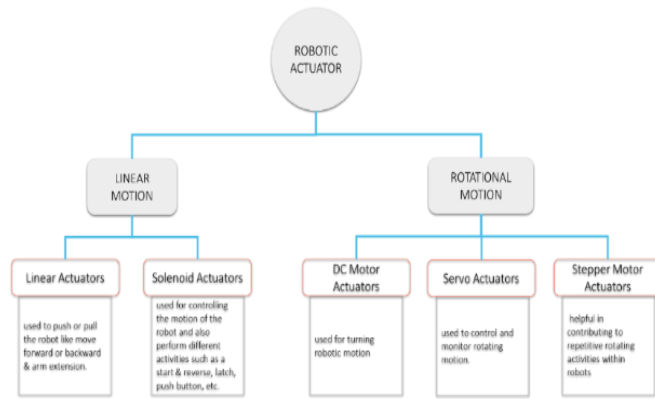 ROBOTIC
ACTUATOR
LINEAR
MOTION
ROTATIONAL
MOTION
Linear Actuators
used to push or pull
the robot like move
forward or backward
& arm extension.
Solenoid Actuators
used for controlling
the motion of the
robot and also
perform different
activities such as a
start & reverse, latch,
push button, etc.
DC Motor
Actuators
used for turning
robotic motion
Servo Actuators
used to control and
monitor rotating
motion.
Stepper Motor
Actuators
helpful in
contributing to
repetitive rotating
activities within
robots